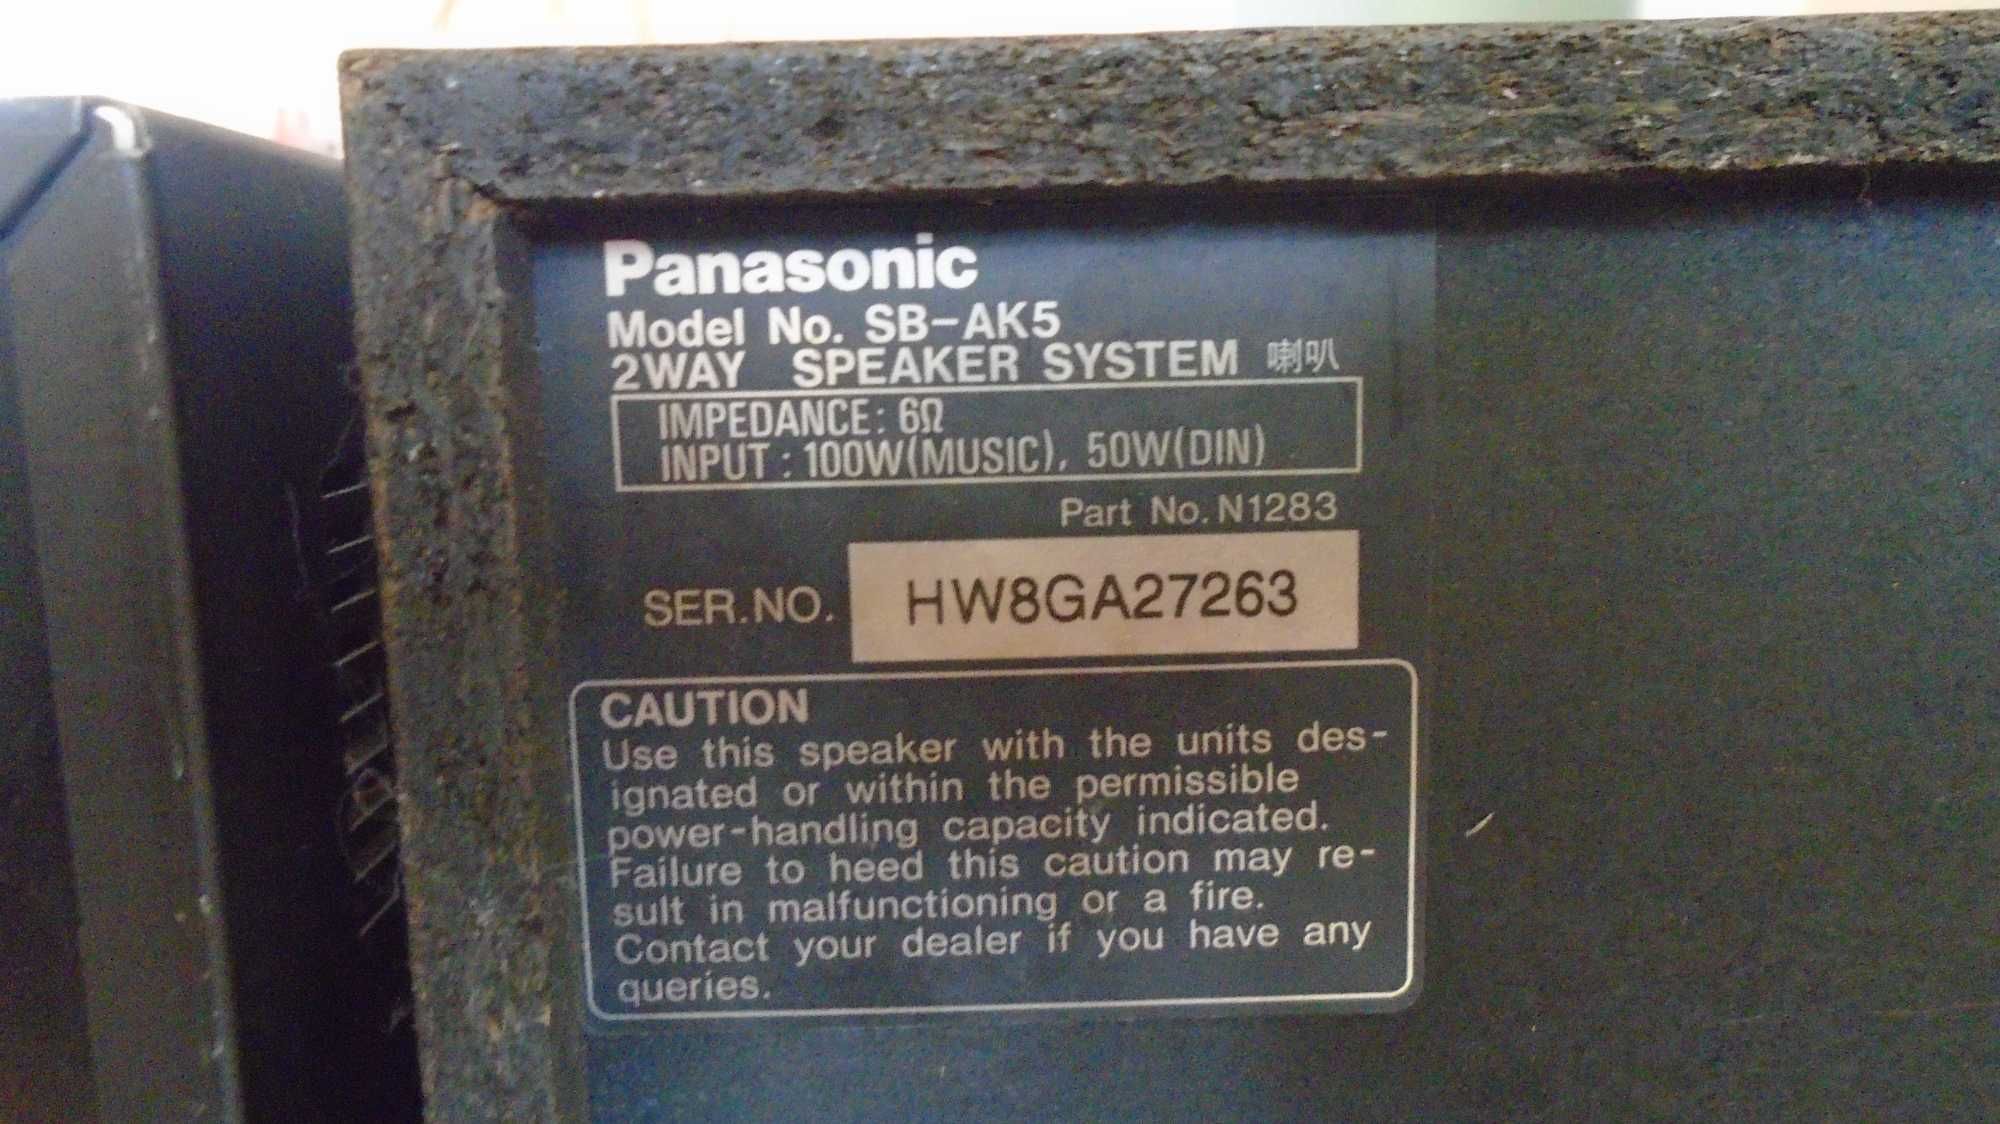 Panasonic
Model No. SB-AK5
2WAY SPEAKER SYSTEM 喇叭
IMPEDANCE: 6Ω
INPUT : 100W(MUSIC), 50W(DIN)
Part No. N1283
SER.NO. HW8GA27263
CAUTION
Use this speaker with the units des-
ignated or within the permissible
power-handling capacity indicated.
Failure to heed this caution may re-
sult in malfunctioning or a fire.
Contact your dealer if you have any
queries.